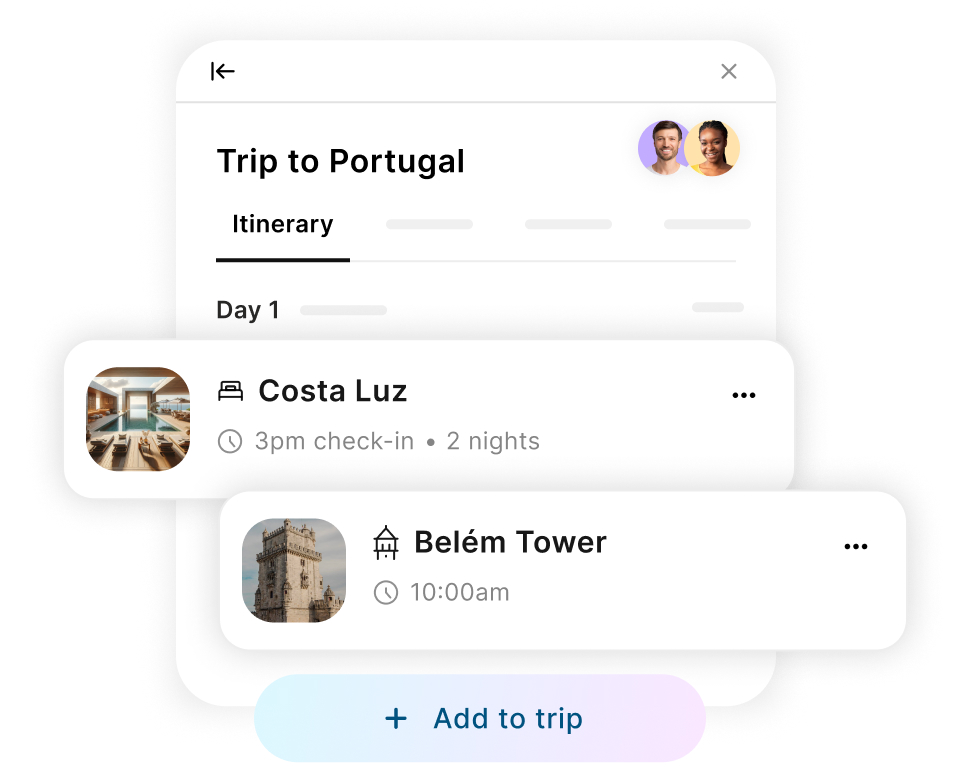 Trip to Portugal
Itinerary
Day 1
Costa Luz
3pm check-in • 2 nights
Belém Tower
10:00am
+ Add to trip